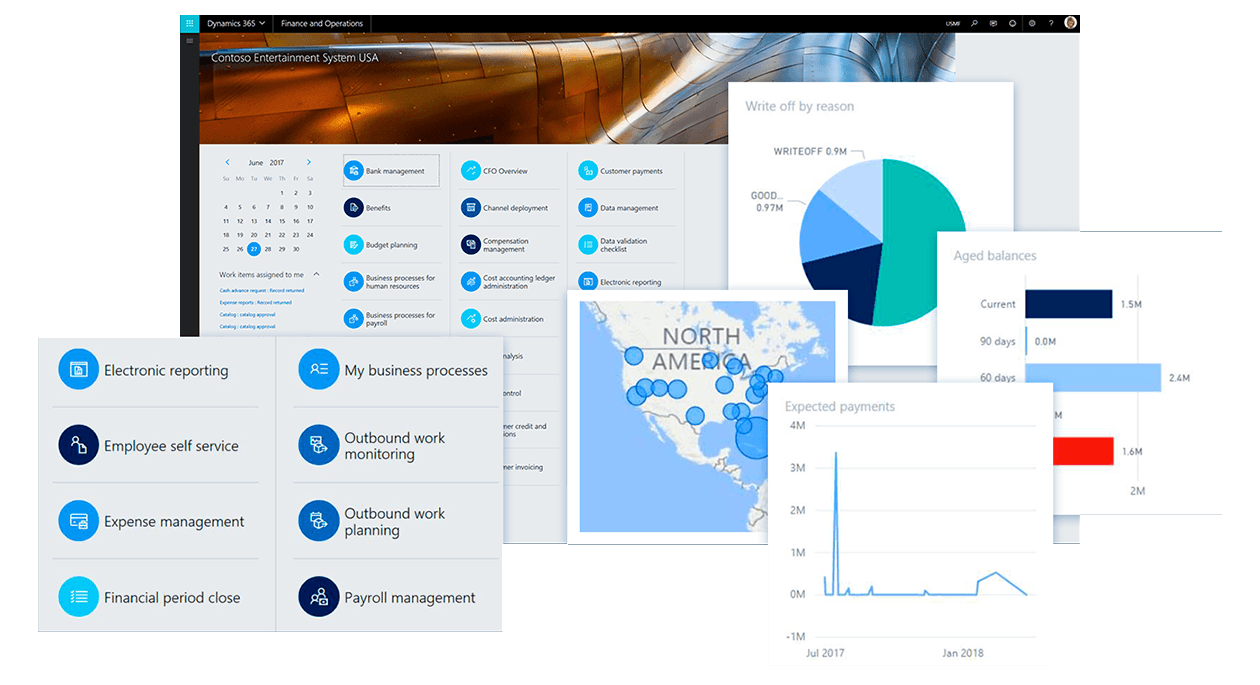 Dynamics 365
Finance and Operations
USMF
?
Contoso Entertainment System USA
June 2017
Su Mo Tu We Th Fr Sa
1 2 3
4 5 6 7 8 9 10
11 12 13 14 15 16 17
18 19 20 21 22 23 24
25 26 27 28 29 30
Work items assigned to me
Cash advance request : Record returned
Expense reports : Record returned
Catalog : catalog approval
Catalog : catalog approval
Bank management
Benefits
Budget planning
Business processes for
human resources
Business processes for
payroll
CFO Overview
Channel deployment
Compensation
management
Cost accounting ledger
administration
Cost administration
nalysis
ontrol
mer credit and
ions
mer invoicing
Customer payments
Data management
Data validation
checklist
Electronic reporting
Write off by reason
WRITEOFF 0.9M
GOOD...
0.97M
Aged balances
Current
1.5M
90 days
0.0M
60 days
2.4M
M
1.6M
2M
NORTH
AMERICA
Expected payments
4M
3M
2M
1M
0M
-1M
Jul 2017
Jan 2018
Electronic reporting
Employee self service
Expense management
Financial period close
My business processes
Outbound work
monitoring
Outbound work
planning
Payroll management